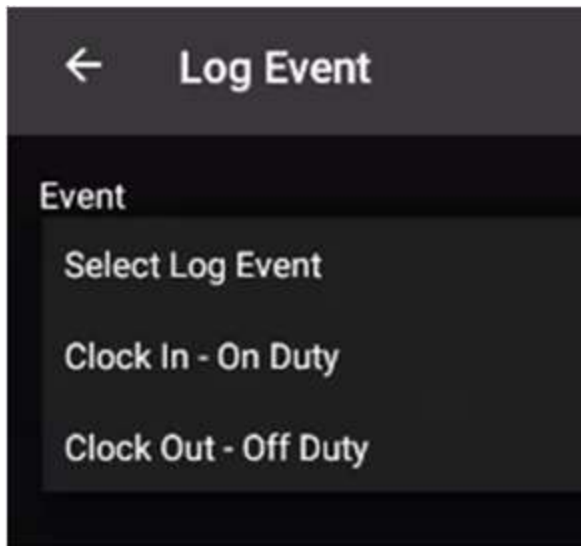 Log Event
Event
Select Log Event
Clock In - On Duty
Clock Out - Off Duty